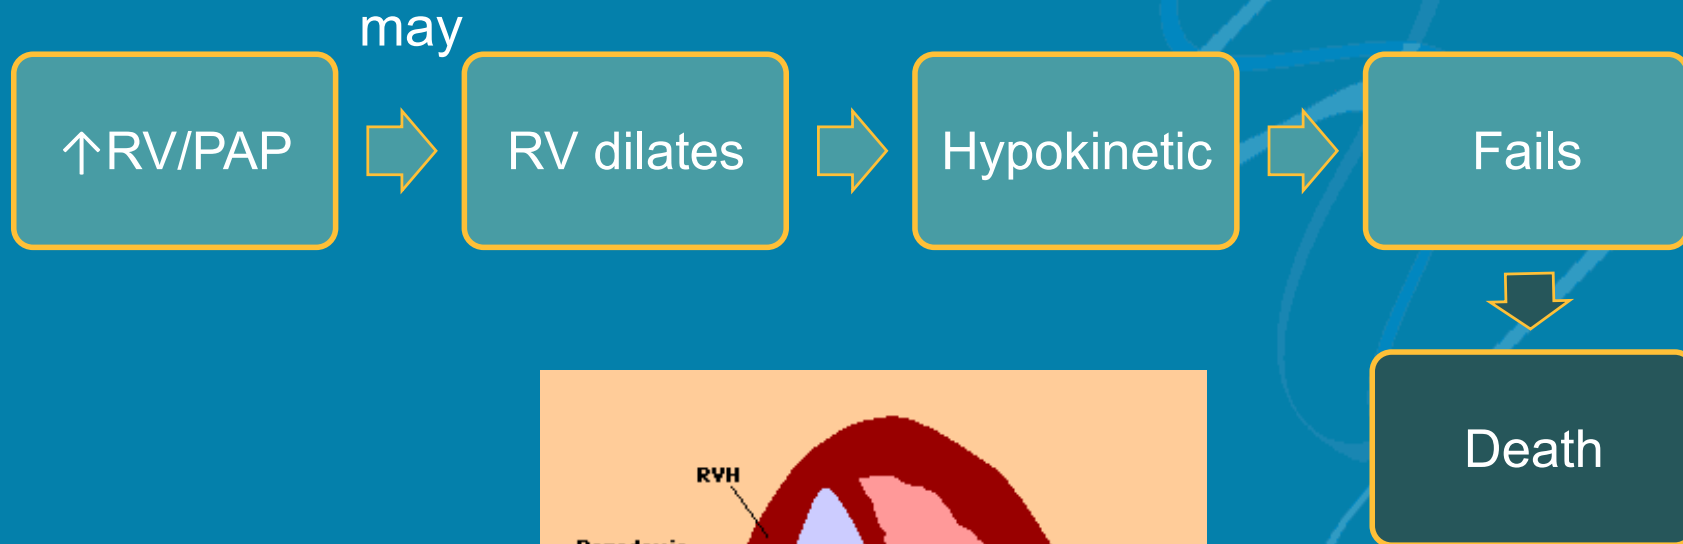 may
↑RV/PAP
RV dilates
Hypokinetic
Fails
Death
RVH